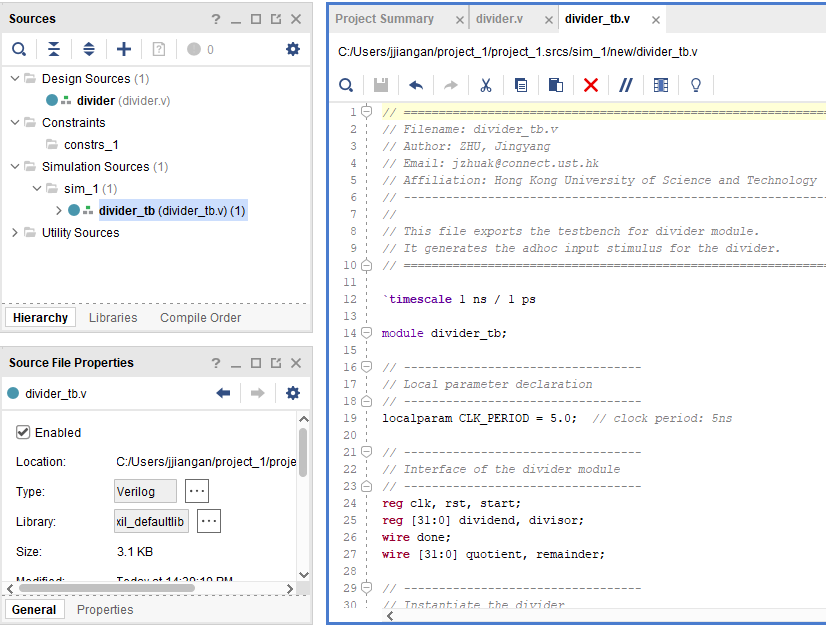 Sources
? _
0
Design Sources (1)
divider (divider.v)
Constraints
constrs_1
Simulation Sources (1)
sim_1 (1)
divider_tb (divider_tb.v) (1)
Utility Sources
Hierarchy Libraries Compile Order
Source File Properties
? _
divider_tb.v
Enabled
Location: C:/Users/jjiangan/project_1/proje
Type: Verilog ...
Library: xil_defaultlib ...
Size: 3.1 KB
Modified: Today at 14:39:19 PM
General Properties
Project Summary × divider.v × divider_tb.v ×
C:/Users/jjiangan/project_1/project_1.srcs/sim_1/new/divider_tb.v
1 // ==============================================================
2 // Filename: divider_tb.v
3 // Author: ZHU, Jingyang
4 // Email: jzhuak@connect.ust.hk
5 // Affiliation: Hong Kong University of Science and Technology
6 // --------------------------------------------------------------
7 //
8 // This file exports the testbench for divider module.
9 // It generates the adhoc input stimulus for the divider.
10 // ==============================================================
11
12 `timescale 1 ns / 1 ps
13
14 module divider_tb;
15
16 // ----------------------------------
17 // Local parameter declaration
18 // ----------------------------------
19 localparam CLK_PERIOD = 5.0; // clock period: 5ns
20
21 // ----------------------------------
22 // Interface of the divider module
23 // ----------------------------------
24 reg clk, rst, start;
25 reg [31:0] dividend, divisor;
26 wire done;
27 wire [31:0] quotient, remainder;
28
29 // ----------------------------------
30 // Instantiate the divider